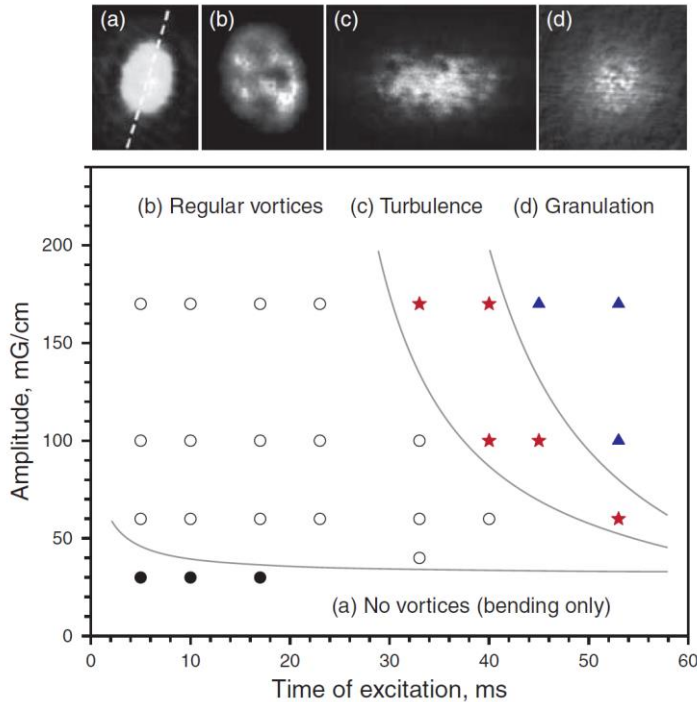 (a)
(b)
(c)
(d)
(b) Regular vortices
(c) Turbulence
(d) Granulation
200
150
100
50
0
Amplitude, mG/cm
(a) No vortices (bending only)
0 10 20 30 40 50 60
Time of excitation, ms